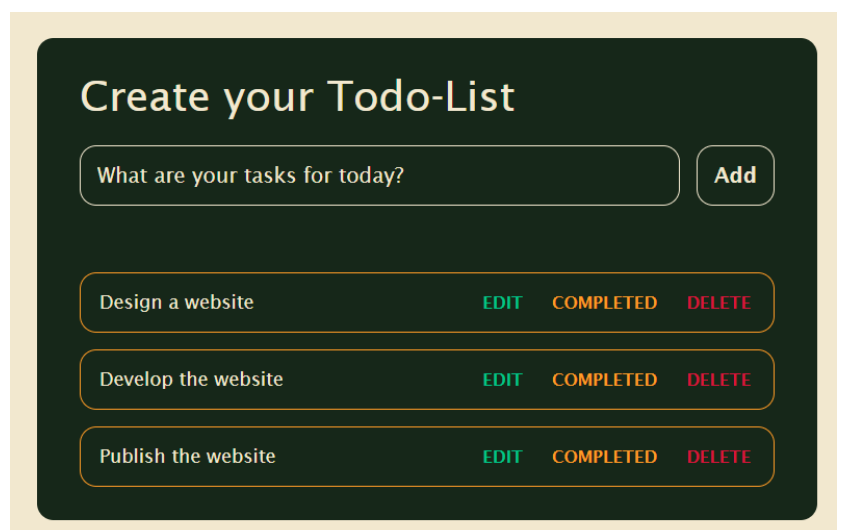 Create your Todo-List
What are your tasks for today? Add
Design a website EDIT COMPLETED DELETE
Develop the website EDIT COMPLETED DELETE
Publish the website EDIT COMPLETED DELETE